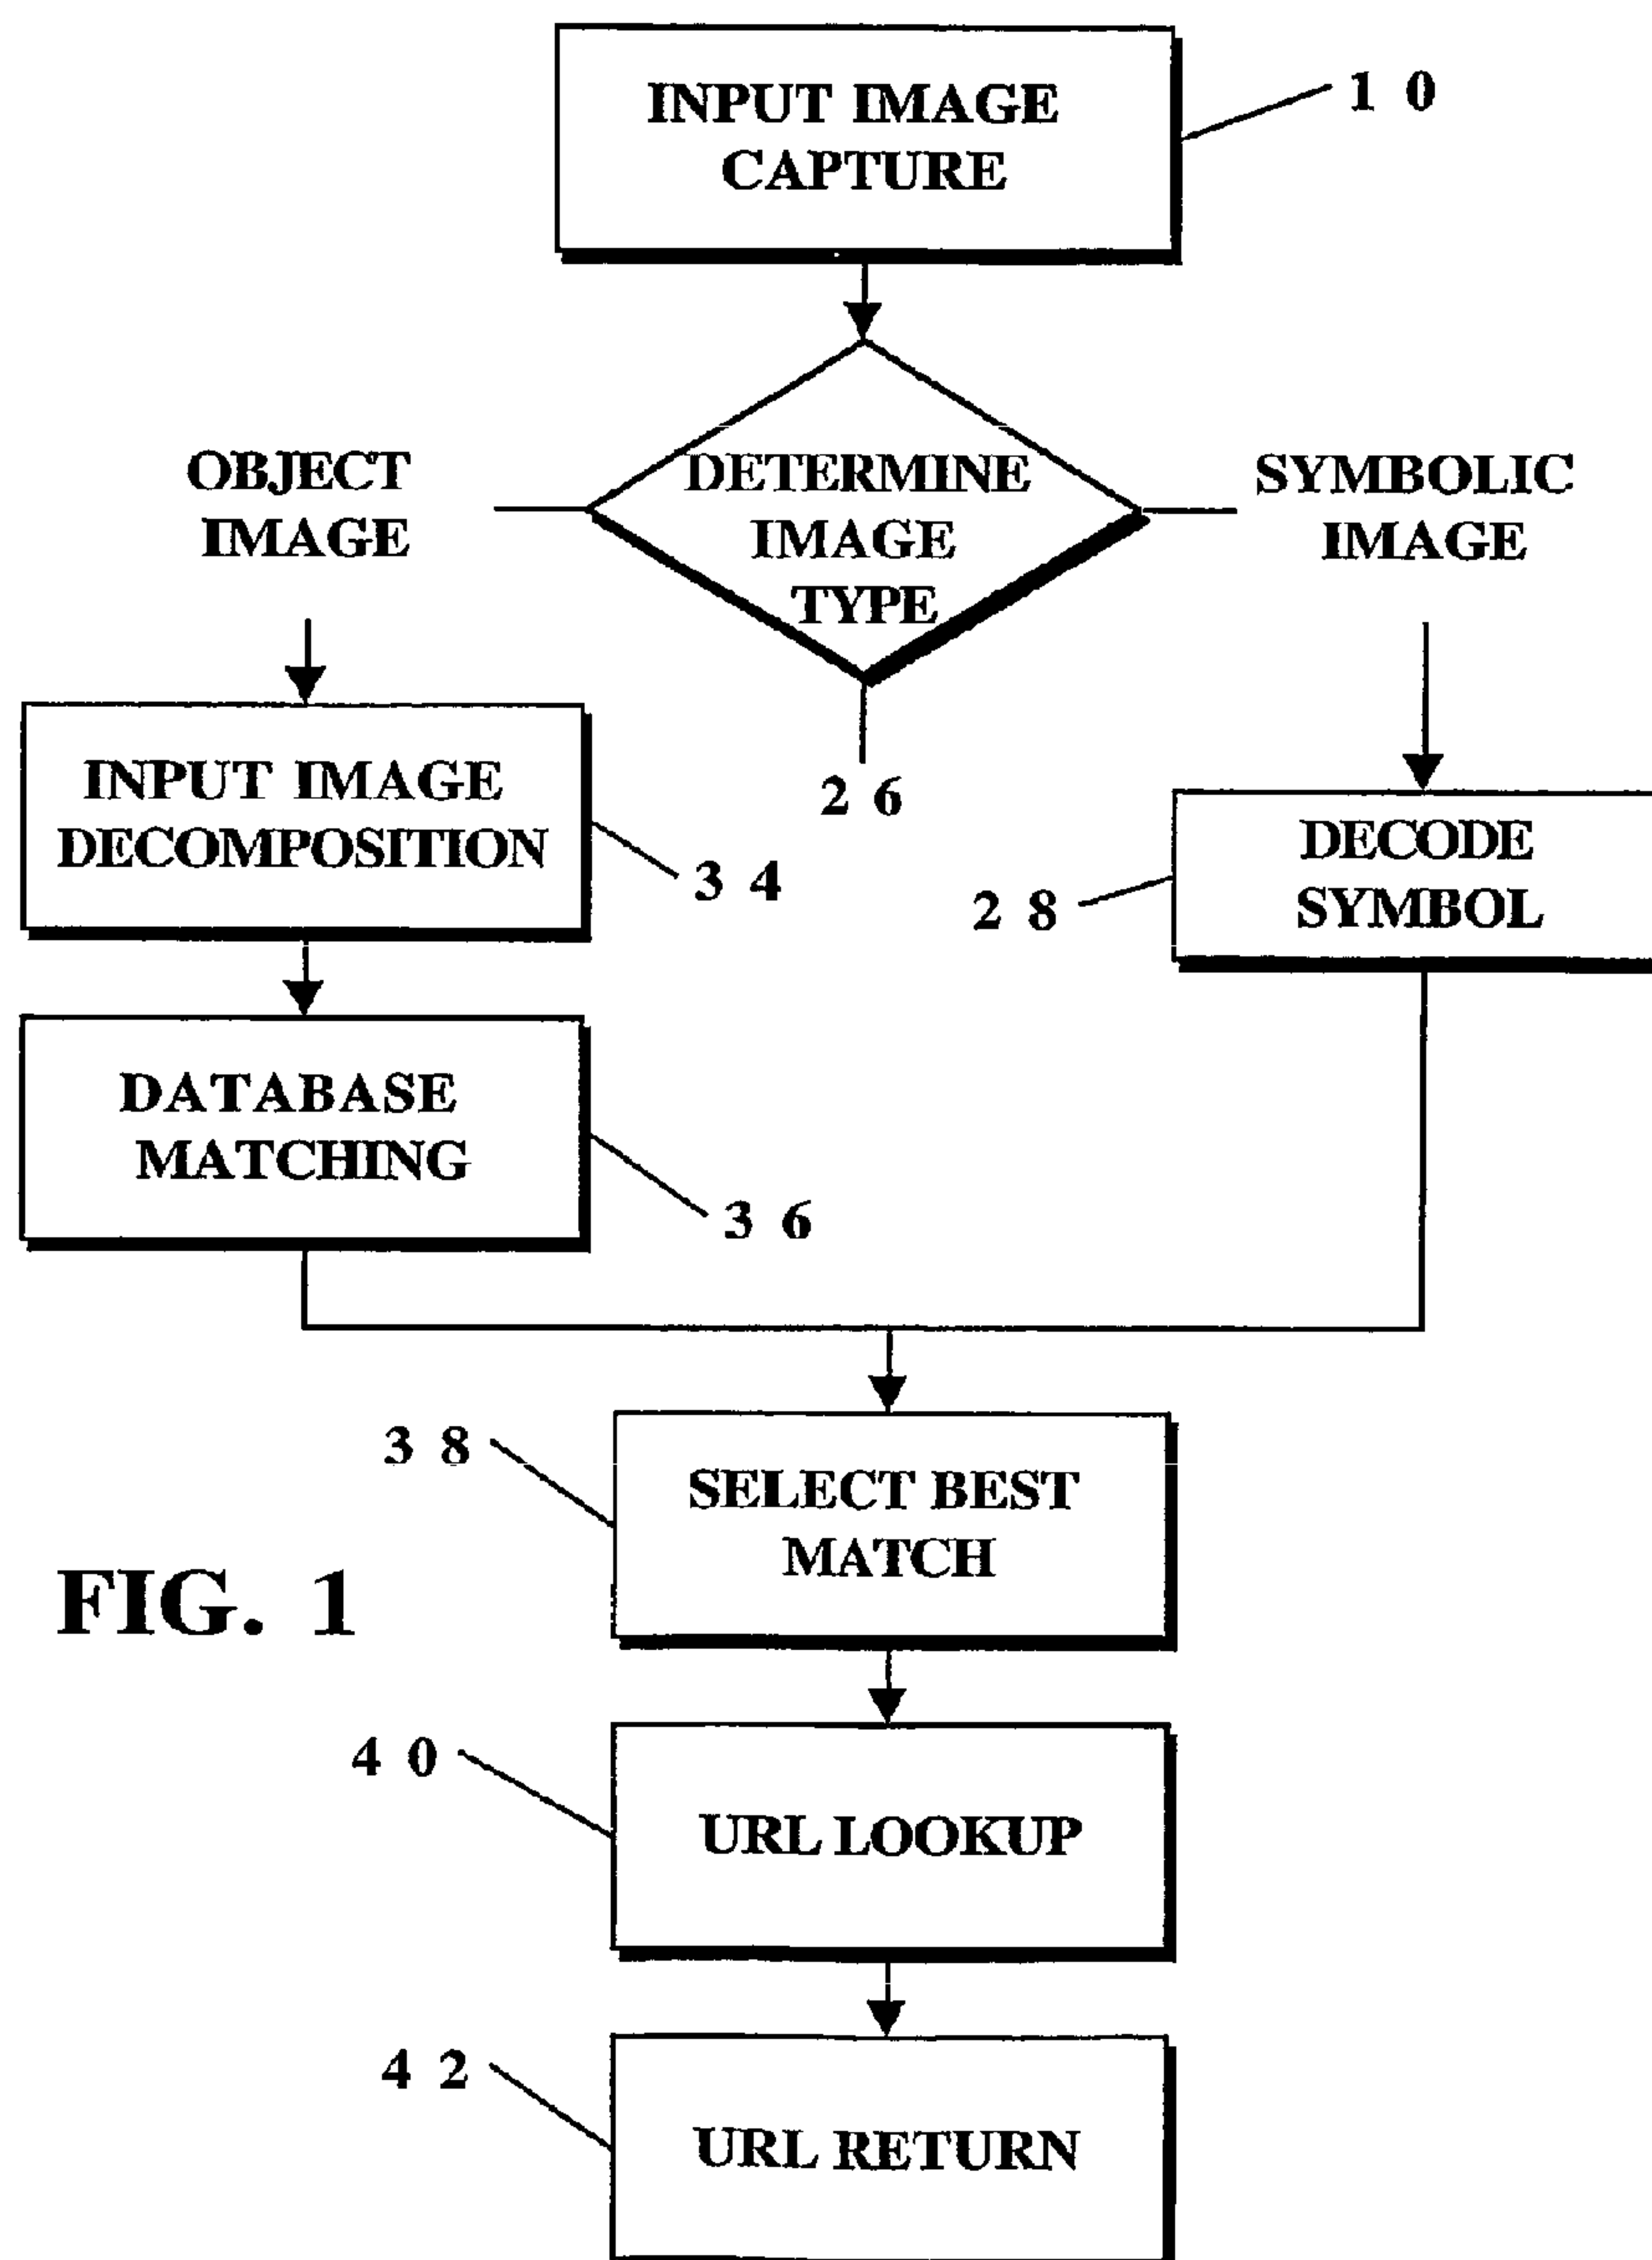 INPUT IMAGE
CAPTURE
1 0
OBJECT
IMAGE
DETERMINE
IMAGE
TYPE
SYMBOLIC
IMAGE
2 6
INPUT IMAGE
DECOMPOSITION
3 4
2 8
DECODE
SYMBOL
DATABASE
MATCHING
3 6
3 8
SELECT BEST
MATCH
FIG. 1
4 0
URL LOOKUP
4 2
URL RETURN